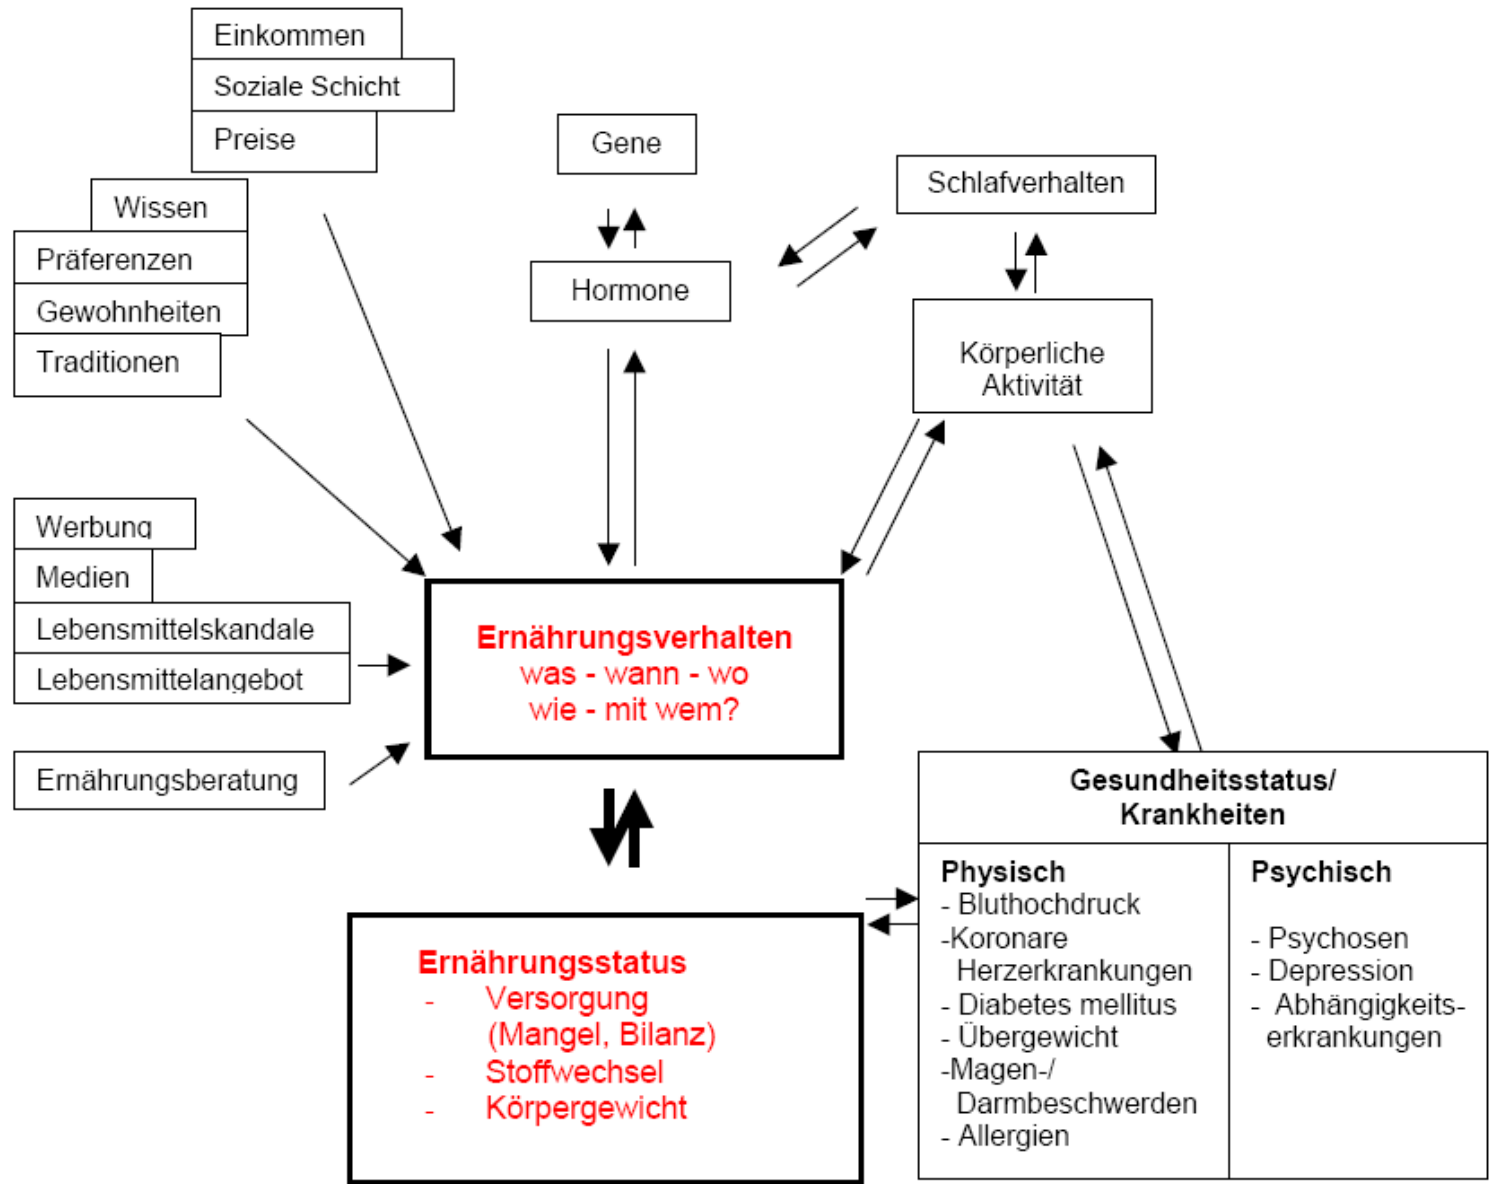 Einkommen
Soziale Schicht
Preise
Wissen
Präferenzen
Gewohnheiten
Traditionen
Werbung
Medien
Lebensmittelskandale
Lebensmittelangebot
Ernährungsberatung
Gene
Hormone
Schlafverhalten
Körperliche
Aktivität
Ernährungsverhalten
was - wann - wo
wie - mit wem?
Ernährungsstatus
- Versorgung
(Mangel, Bilanz)
- Stoffwechsel
- Körpergewicht
Gesundheitsstatus/
Krankheiten
Physisch
- Bluthochdruck
-Koronare
Herzerkrankungen
- Diabetes mellitus
- Übergewicht
-Magen-/
Darmbeschwerden
- Allergien
Psychisch
- Psychosen
- Depression
- Abhängigkeits-
erkrankungen